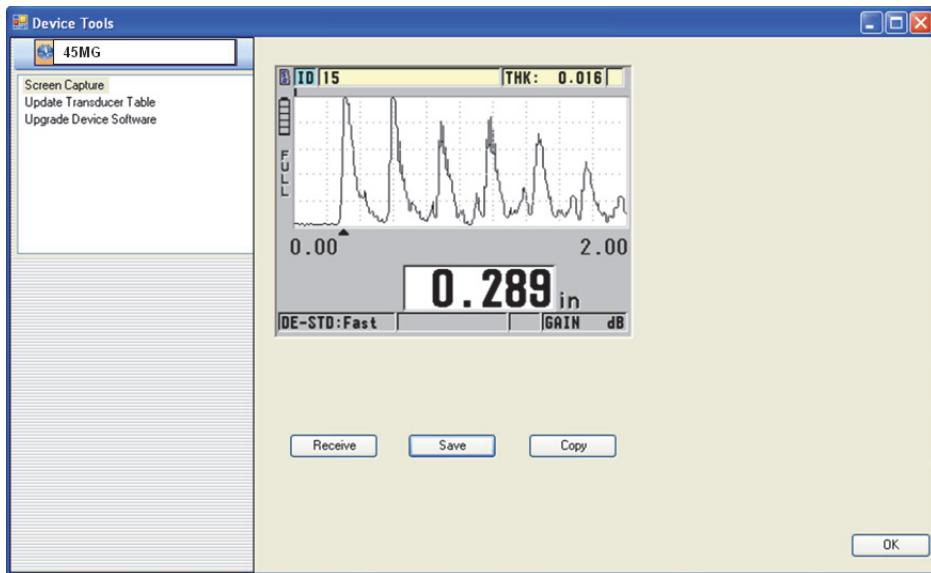 Device Tools
45MG
Screen Capture
Update Transducer Table
Upgrade Device Software
ID 15 THK: 0.016
FULL
0.00 2.00
0.289 in
DE-STD:Fast GAIN dB
Receive Save Copy
OK